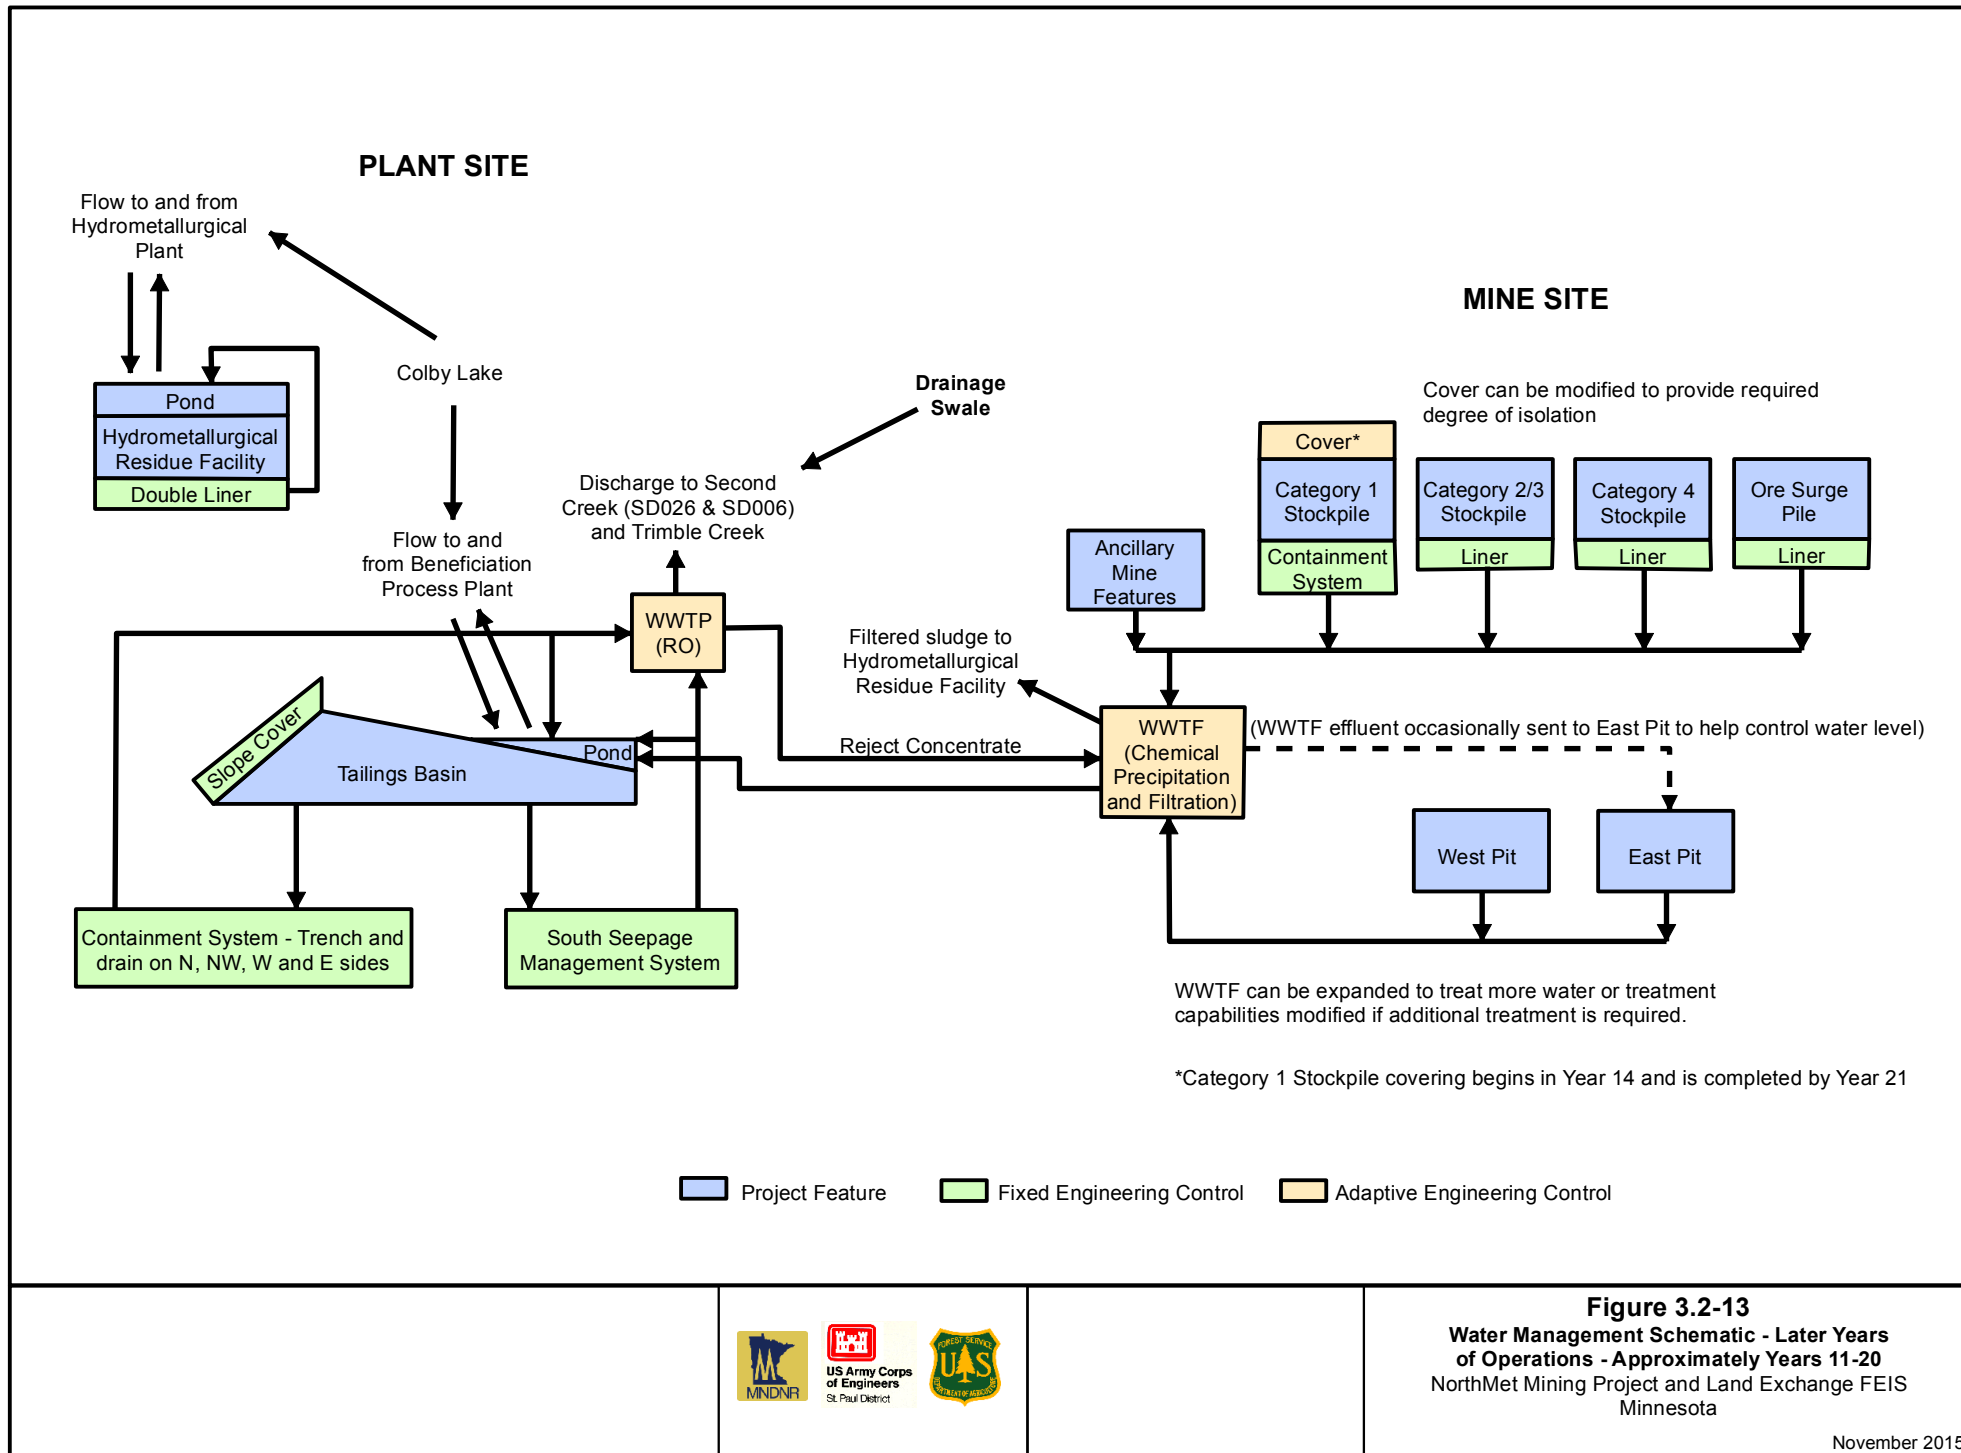 PLANT SITE
Flow to and from
Hydrometallurgical
Plant
Pond
Hydrometallurgical
Residue Facility
Double Liner
Colby Lake
Flow to and
from Beneficiation
Process Plant
Drainage
Swale
Discharge to Second
Creek (SD026 & SD006)
and Trimble Creek
WWTP
(RO)
Slope Cover
Tailings Basin
Pond
Containment System - Trench and
drain on N, NW, W and E sides
South Seepage
Management System
Reject Concentrate
Filtered sludge to
Hydrometallurgical
Residue Facility
MINE SITE
Cover can be modified to provide required
degree of isolation
Cover*
Category 1
Stockpile
Containment
System
Category 2/3
Stockpile
Liner
Category 4
Stockpile
Liner
Ore Surge
Pile
Liner
Ancillary
Mine
Features
WWTF
(Chemical
Precipitation
and Filtration)
(WWTF effluent occasionally sent to East Pit to help control water level)
West Pit
East Pit
WWTF can be expanded to treat more water or treatment
capabilities modified if additional treatment is required.
*Category 1 Stockpile covering begins in Year 14 and is completed by Year 21
Project Feature
Fixed Engineering Control
Adaptive Engineering Control
MNDNR
US Army Corps
of Engineers
St. Paul District
FOREST SERVICE
U S
DEPARTMENT OF AGRICULTURE
Figure 3.2-13
Water Management Schematic - Later Years
of Operations - Approximately Years 11-20
NorthMet Mining Project and Land Exchange FEIS
Minnesota
November 2015